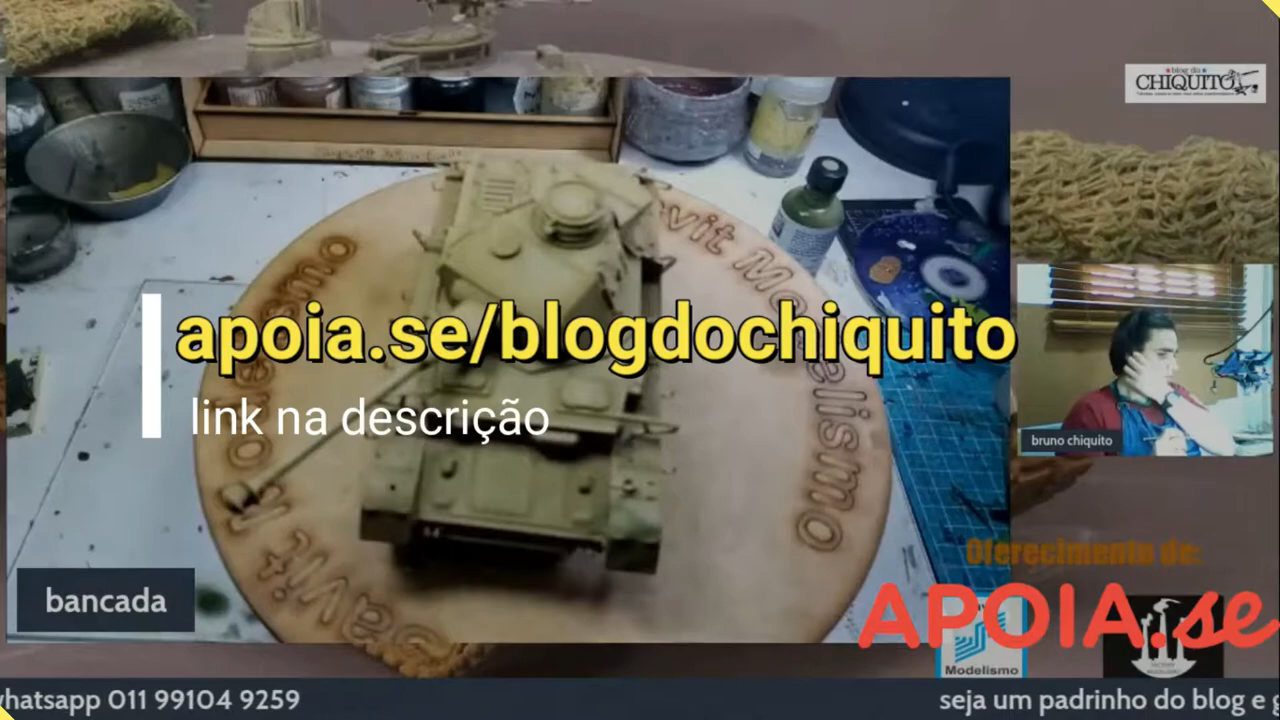 blog do
CHIQUITO
apoia.se/blogdochiquito
link na descrição
bruno chiquito
bancada
Oferecimento de:
APOIA.se
Modelismo
whatsapp 011 99104 9259
seja um padrinho do blog e g